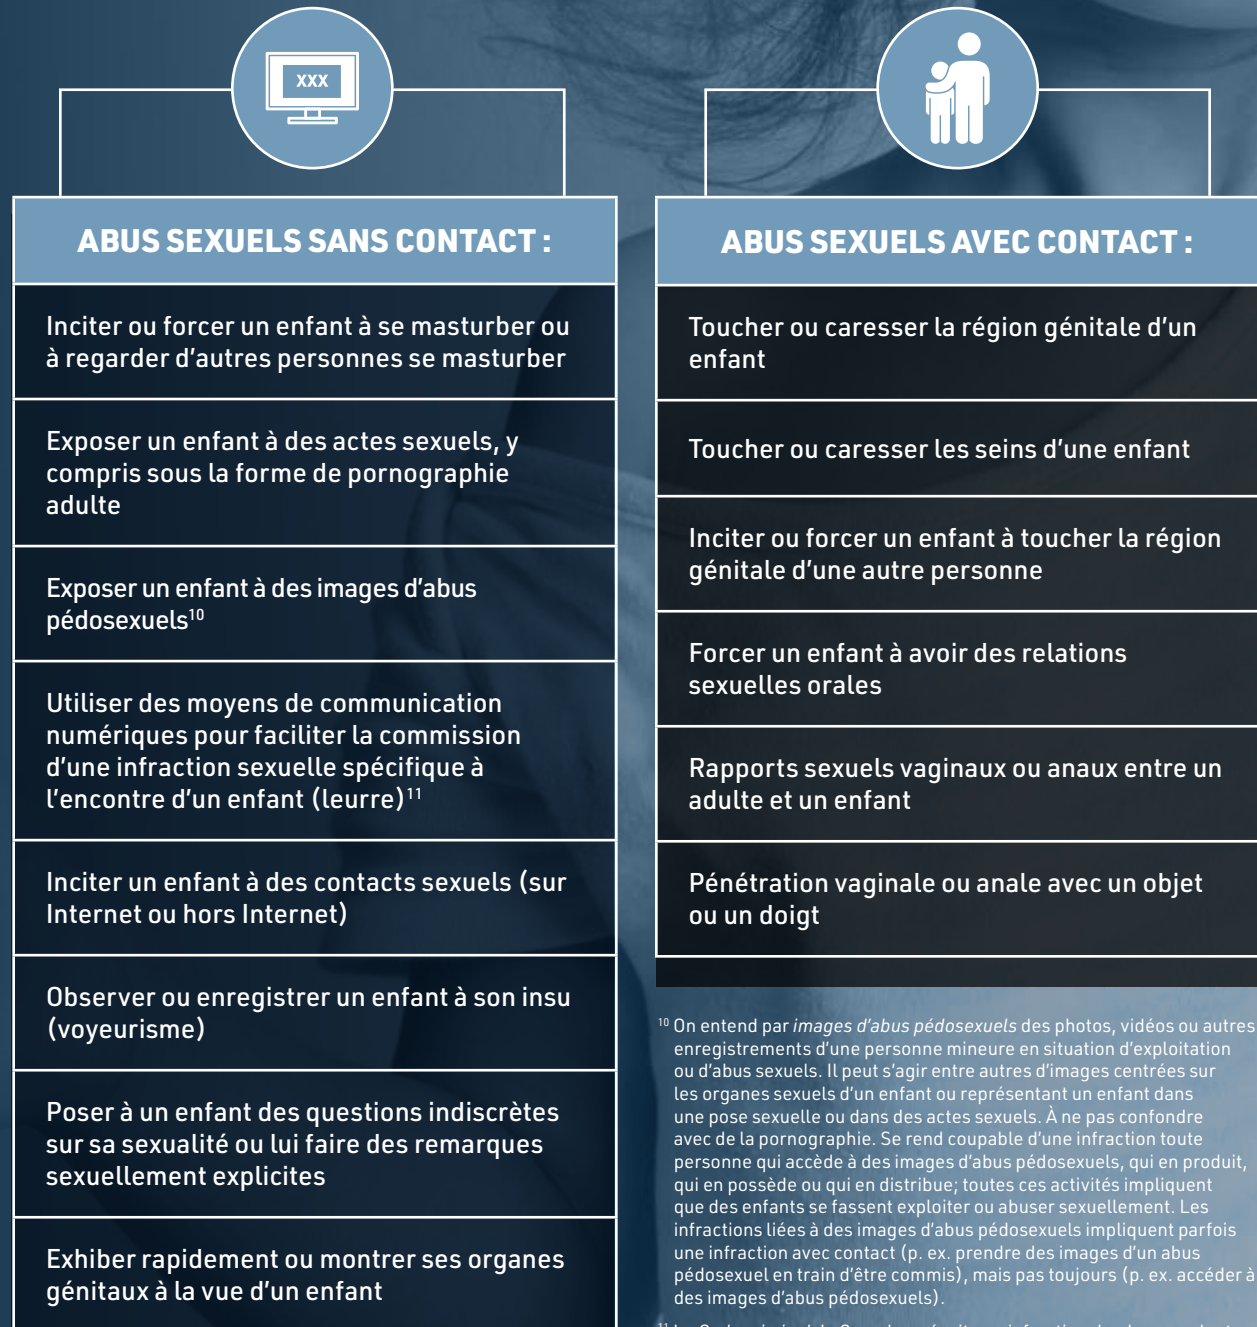 XXX
ABUS SEXUELS SANS CONTACT :
Inciter ou forcer un enfant à se masturber ou
à regarder d'autres personnes se masturber
Exposer un enfant à des actes sexuels, y
compris sous la forme de pornographie
adulte
Exposer un enfant à des images d'abus
pédosexuels¹⁰
Utiliser des moyens de communication
numériques pour faciliter la commission
d'une infraction sexuelle spécifique à
l'encontre d'un enfant (leurre)¹¹
Inciter un enfant à des contacts sexuels (sur
Internet ou hors Internet)
Observer ou enregistrer un enfant à son insu
(voyeurisme)
Poser à un enfant des questions indiscrètes
sur sa sexualité ou lui faire des remarques
sexuellement explicites
Exhiber rapidement ou montrer ses organes
génitaux à la vue d'un enfant
ABUS SEXUELS AVEC CONTACT :
Toucher ou caresser la région génitale d'un
enfant
Toucher ou caresser les seins d'une enfant
Inciter ou forcer un enfant à toucher la région
génitale d'une autre personne
Forcer un enfant à avoir des relations
sexuelles orales
Rapports sexuels vaginaux ou anaux entre un
adulte et un enfant
Pénétration vaginale ou anale avec un objet
ou un doigt
¹⁰ On entend par images d'abus pédosexuels des photos, vidéos ou autres
enregistrements d'une personne mineure en situation d'exploitation
ou d'abus sexuels. Il peut s'agir entre autres d'images centrées sur
les organes sexuels d'un enfant ou représentant un enfant dans
une pose sexuelle ou dans des actes sexuels. À ne pas confondre
avec de la pornographie. Se rend coupable d'une infraction toute
personne qui accède à des images d'abus pédosexuels, qui en produit,
qui en possède ou qui en distribue; toutes ces activités impliquent
que des enfants se fassent exploiter ou abuser sexuellement. Les
infractions liées à des images d'abus pédosexuels impliquent parfois
une infraction avec contact (p. ex. prendre des images d'un abus
pédosexuel en train d'être commis), mais pas toujours (p. ex. accéder à
des images d'abus pédosexuels).